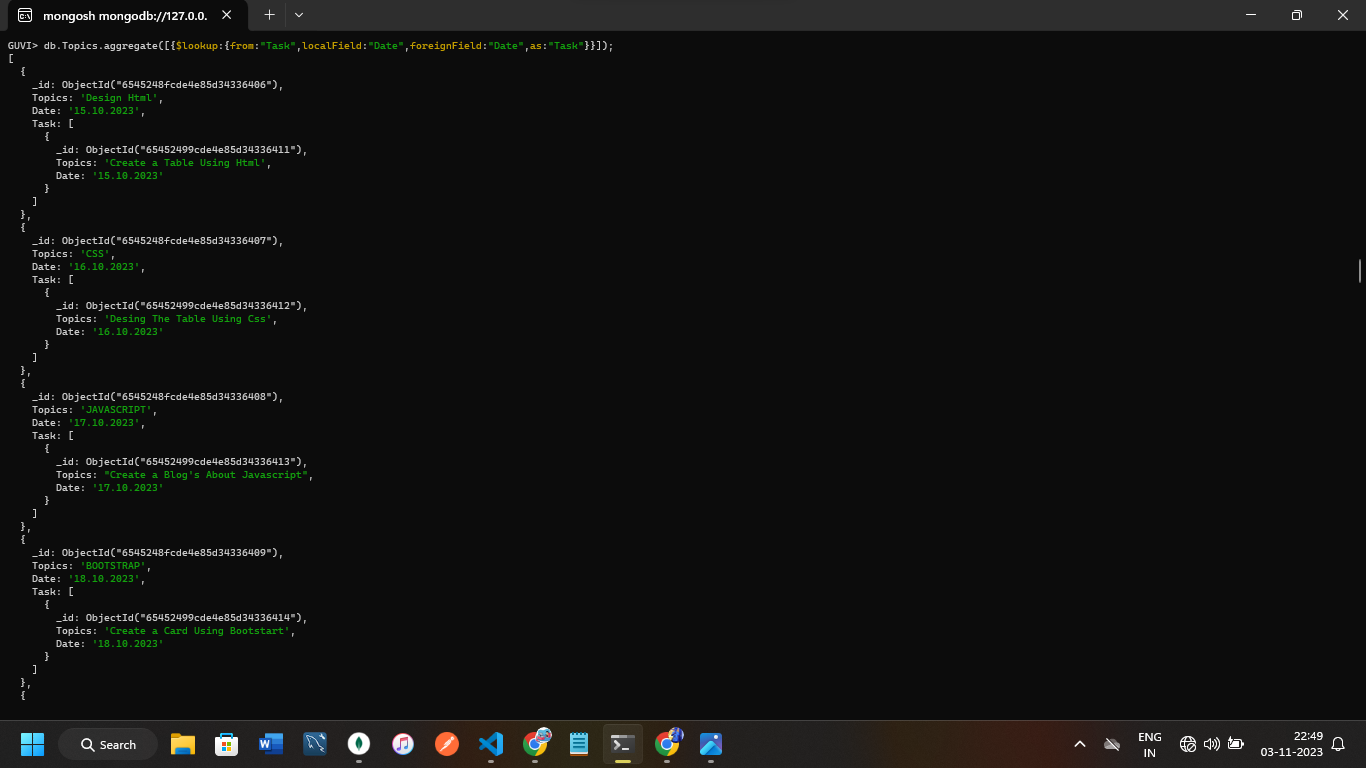 mongosh mongodb://127.0.0.
GUVI> db.Topics.aggregate([{$lookup:{from:"Task",localField:"Date",foreignField:"Date",as:"Task"}}]);
[
  {
    _id: ObjectId("6545248fcde4e85d34336406"),
    Topics: 'Design Html',
    Date: '15.10.2023',
    Task: [
      {
        _id: ObjectId("65452499cde4e85d34336411"),
        Topics: 'Create a Table Using Html',
        Date: '15.10.2023'
      }
    ]
  },
  {
    _id: ObjectId("6545248fcde4e85d34336407"),
    Topics: 'CSS',
    Date: '16.10.2023',
    Task: [
      {
        _id: ObjectId("65452499cde4e85d34336412"),
        Topics: 'Desing The Table Using Css',
        Date: '16.10.2023'
      }
    ]
  },
  {
    _id: ObjectId("6545248fcde4e85d34336408"),
    Topics: 'JAVASCRIPT',
    Date: '17.10.2023',
    Task: [
      {
        _id: ObjectId("65452499cde4e85d34336413"),
        Topics: "Create a Blog's About Javascript",
        Date: '17.10.2023'
      }
    ]
  },
  {
    _id: ObjectId("6545248fcde4e85d34336409"),
    Topics: 'BOOTSTRAP',
    Date: '18.10.2023',
    Task: [
      {
        _id: ObjectId("65452499cde4e85d34336414"),
        Topics: 'Create a Card Using Bootstart',
        Date: '18.10.2023'
      }
    ]
  },
  {
Search
ENG
IN
22:49
03-11-2023